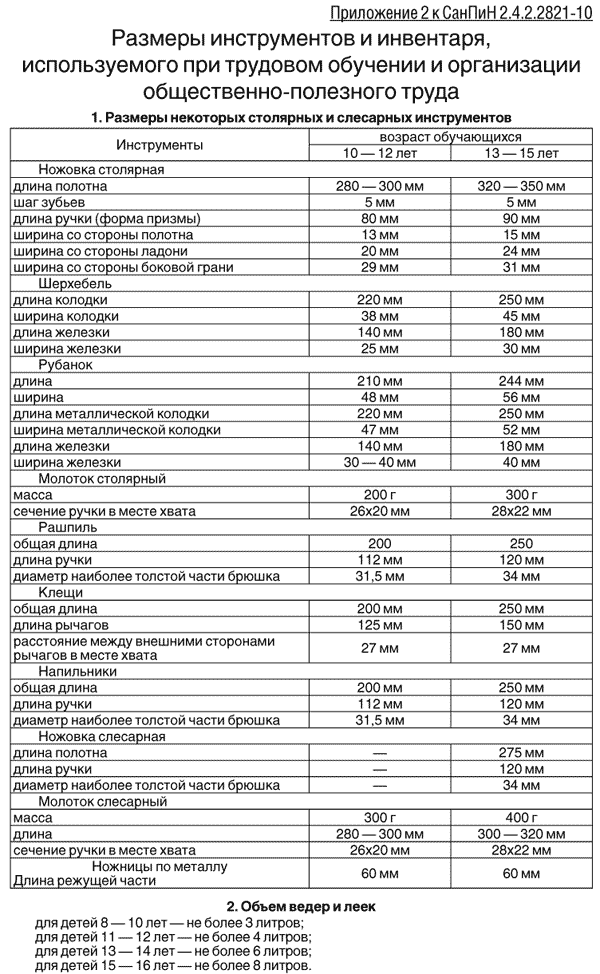 Приложение 2 к СанПиН 2.4.2.2821-10
Размеры инструментов и инвентаря,
используемого при трудовом обучении и организации
общественно-полезного труда
1. Размеры некоторых столярных и слесарных инструментов
Инструменты возраст обучающихся
10 — 12 лет 13 — 15 лет
Ножовка столярная
длина полотна 280 — 300 мм 320 — 350 мм
шаг зубьев 5 мм 5 мм
длина ручки (форма призмы) 80 мм 90 мм
ширина со стороны полотна 13 мм 15 мм
ширина со стороны ладони 20 мм 24 мм
ширина со стороны боковой грани 29 мм 31 мм
Шерхебель
длина колодки 220 мм 250 мм
ширина колодки 38 мм 45 мм
длина железки 140 мм 180 мм
ширина железки 25 мм 30 мм
Рубанок
длина 210 мм 244 мм
ширина 48 мм 56 мм
длина металлической колодки 220 мм 250 мм
ширина металлической колодки 47 мм 52 мм
длина железки 140 мм 180 мм
ширина железки 30 — 40 мм 40 мм
Молоток столярный
масса 200 г 300 г
сечение ручки в месте хвата 26х20 мм 28х22 мм
Рашпиль
общая длина 200 250
длина ручки 112 мм 120 мм
диаметр наиболее толстой части брюшка 31,5 мм 34 мм
Клещи
общая длина 200 мм 250 мм
длина рычагов 125 мм 150 мм
расстояние между внешними сторонами
рычагов в месте хвата 27 мм 27 мм
Напильники
общая длина 200 мм 250 мм
длина ручки 112 мм 120 мм
диаметр наиболее толстой части брюшка 31,5 мм 34 мм
Ножовка слесарная
длина полотна — 275 мм
длина ручки — 120 мм
диаметр наиболее толстой части брюшка — 34 мм
Молоток слесарный
масса 300 г 400 г
длина 280 — 300 мм 300 — 320 мм
сечение ручки в месте хвата 26х20 мм 28х22 мм
Ножницы по металлу
Длина режущей части 60 мм 60 мм
2. Объем ведер и леек
для детей 8 — 10 лет — не более 3 литров;
для детей 11 — 12 лет — не более 4 литров;
для детей 13 — 14 лет — не более 6 литров;
для детей 15 — 16 лет — не более 8 литров.